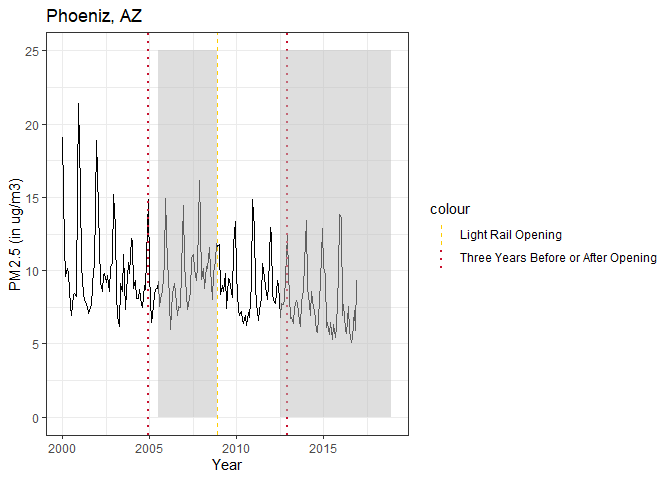 Phoeniz, AZ
25
20
15
10
5
0
PM2.5 (in ug/m3)
2000
2005
2010
2015
Year
colour
Light Rail Opening
Three Years Before or After Opening